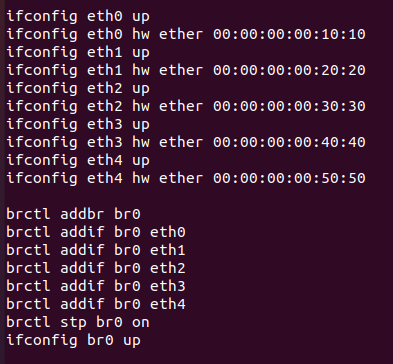 ifconfig eth0 up
ifconfig eth0 hw ether 00:00:00:00:10:10
ifconfig eth1 up
ifconfig eth1 hw ether 00:00:00:00:20:20
ifconfig eth2 up
ifconfig eth2 hw ether 00:00:00:00:30:30
ifconfig eth3 up
ifconfig eth3 hw ether 00:00:00:00:40:40
ifconfig eth4 up
ifconfig eth4 hw ether 00:00:00:00:50:50

brctl addbr br0
brctl addif br0 eth0
brctl addif br0 eth1
brctl addif br0 eth2
brctl addif br0 eth3
brctl addif br0 eth4
brctl stp br0 on
ifconfig br0 up